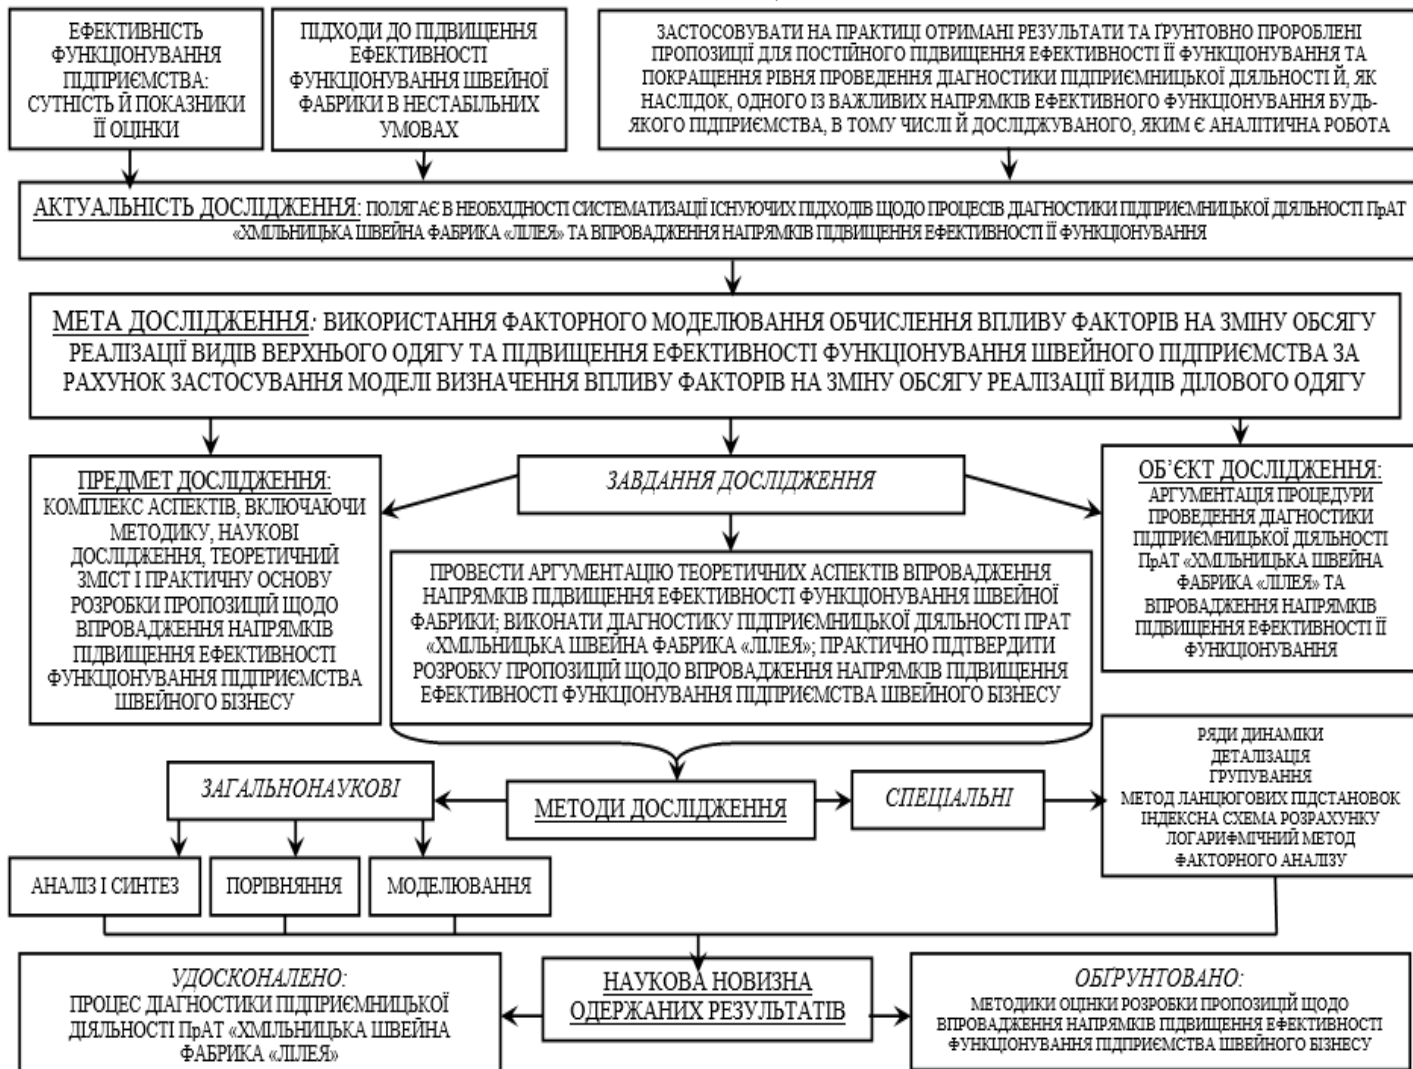 ЕФЕКТИВНІСТЬ
ФУНКЦІОНУВАННЯ
ПІДПРИЄМСТВА:
СУТНІСТЬ Й ПОКАЗНИКИ
ЇЇ ОЦІНКИ
ПІДХОДИ ДО ПІДВИЩЕННЯ
ЕФЕКТИВНОСТІ
ФУНКЦІОНУВАННЯ ШВЕЙНОЇ
ФАБРИКИ В НЕСТАБІЛЬНИХ
УМОВАХ
ЗАСТОСОВУВАТИ НА ПРАКТИЦІ ОТРИМАНІ РЕЗУЛЬТАТИ ТА ҐРУНТОВНО ПРОРОБЛЕНІ
ПРОПОЗИЦІЇ ДЛЯ ПОСТІЙНОГО ПІДВИЩЕННЯ ЕФЕКТИВНОСТІ ЇЇ ФУНКЦІОНУВАННЯ ТА
ПОКРАЩЕННЯ РІВНЯ ПРОВЕДЕННЯ ДІАГНОСТИКИ ПІДПРИЄМНИЦЬКОЇ ДІЯЛЬНОСТІ Й, ЯК
НАСЛІДОК, ОДНОГО ІЗ ВАЖЛИВИХ НАПРЯМКІВ ЕФЕКТИВНОГО ФУНКЦІОНУВАННЯ БУДЬ-
ЯКОГО ПІДПРИЄМСТВА, В ТОМУ ЧИСЛІ Й ДОСЛІДЖУВАНОГО, ЯКИМ Є АНАЛІТИЧНА РОБОТА
АКТУАЛЬНІСТЬ ДОСЛІДЖЕННЯ: ПОЛЯГАЄ В НЕОБХІДНОСТІ СИСТЕМАТИЗАЦІЇ ІСНУЮЧИХ ПІДХОДІВ ЩОДО ПРОЦЕСІВ ДІАГНОСТИКИ ПІДПРИЄМНИЦЬКОЇ ДІЯЛЬНОСТІ ПрАТ
«ХМІЛЬНИЦЬКА ШВЕЙНА ФАБРИКА «ЛІЛЕЯ» ТА ВПРОВАДЖЕННЯ НАПРЯМКІВ ПІДВИЩЕННЯ ЕФЕКТИВНОСТІ ЇЇ ФУНКЦІОНУВАННЯ
МЕТА ДОСЛІДЖЕННЯ: ВИКОРИСТАННЯ ФАКТОРНОГО МОДЕЛЮВАННЯ ОБЧИСЛЕННЯ ВПЛИВУ ФАКТОРІВ НА ЗМІНУ ОБСЯГУ
РЕАЛІЗАЦІЇ ВИДІВ ВЕРХНЬОГО ОДЯГУ ТА ПІДВИЩЕННЯ ЕФЕКТИВНОСТІ ФУНКЦІОНУВАННЯ ШВЕЙНОГО ПІДПРИЄМСТВА ЗА
РАХУНОК ЗАСТОСУВАННЯ МОДЕЛІ ВИЗНАЧЕННЯ ВПЛИВУ ФАКТОРІВ НА ЗМІНУ ОБСЯГУ РЕАЛІЗАЦІЇ ВИДІВ ДІЛОВОГО ОДЯГУ
ПРЕДМЕТ ДОСЛІДЖЕННЯ:
КОМПЛЕКС АСПЕКТІВ, ВКЛЮЧАЮЧИ
МЕТОДИКУ, НАУКОВІ
ДОСЛІДЖЕННЯ, ТЕОРЕТИЧНИЙ
ЗМІСТ І ПРАКТИЧНУ ОСНОВУ
РОЗРОБКИ ПРОПОЗИЦІЙ ЩОДО
ВПРОВАДЖЕННЯ НАПРЯМКІВ
ПІДВИЩЕННЯ ЕФЕКТИВНОСТІ
ФУНКЦІОНУВАННЯ ПІДПРИЄМСТВА
ШВЕЙНОГО БІЗНЕСУ
ЗАВДАННЯ ДОСЛІДЖЕННЯ
ПРОВЕСТИ АРГУМЕНТАЦІЮ ТЕОРЕТИЧНИХ АСПЕКТІВ ВПРОВАДЖЕННЯ
НАПРЯМКІВ ПІДВИЩЕННЯ ЕФЕКТИВНОСТІ ФУНКЦІОНУВАННЯ ШВЕЙНОЇ
ФАБРИКИ; ВИКОНАТИ ДІАГНОСТИКУ ПІДПРИЄМНИЦЬКОЇ ДІЯЛЬНОСТІ ПРАТ
«ХМІЛЬНИЦЬКА ШВЕЙНА ФАБРИКА «ЛІЛЕЯ»; ПРАКТИЧНО ПІДТВЕРДИТИ
РОЗРОБКУ ПРОПОЗИЦІЙ ЩОДО ВПРОВАДЖЕННЯ НАПРЯМКІВ ПІДВИЩЕННЯ
ЕФЕКТИВНОСТІ ФУНКЦІОНУВАННЯ ПІДПРИЄМСТВА ШВЕЙНОГО БІЗНЕСУ
ОБ’ЄКТ ДОСЛІДЖЕННЯ:
АРГУМЕНТАЦІЯ ПРОЦЕДУРИ
ПРОВЕДЕННЯ ДІАГНОСТИКИ
ПІДПРИЄМНИЦЬКОЇ ДІЯЛЬНОСТІ
ПрАТ «ХМІЛЬНИЦЬКА ШВЕЙНА
ФАБРИКА «ЛІЛЕЯ» ТА
ВПРОВАДЖЕННЯ НАПРЯМКІВ
ПІДВИЩЕННЯ ЕФЕКТИВНОСТІ ЇЇ
ФУНКЦІОНУВАННЯ
ЗАГАЛЬНОНАУКОВІ
МЕТОДИ ДОСЛІДЖЕННЯ
СПЕЦІАЛЬНІ
РЯДИ ДИНАМІКИ
ДЕТАЛІЗАЦІЯ
ГРУПУВАННЯ
МЕТОД ЛАНЦЮГОВИХ ПІДСТАНОВОК
ІНДЕКСНА СХЕМА РОЗРАХУНКУ
ЛОГАРИФМІЧНИЙ МЕТОД
ФАКТОРНОГО АНАЛІЗУ
АНАЛІЗ І СИНТЕЗ
ПОРІВНЯННЯ
МОДЕЛЮВАННЯ
УДОСКОНАЛЕНО:
ПРОЦЕС ДІАГНОСТИКИ ПІДПРИЄМНИЦЬКОЇ
ДІЯЛЬНОСТІ ПрАТ «ХМІЛЬНИЦЬКА ШВЕЙНА
ФАБРИКА «ЛІЛЕЯ»
НАУКОВА НОВИЗНА
ОДЕРЖАНИХ РЕЗУЛЬТАТІВ
ОБҐРУНТОВАНО:
МЕТОДИКИ ОЦІНКИ РОЗРОБКИ ПРОПОЗИЦІЙ ЩОДО
ВПРОВАДЖЕННЯ НАПРЯМКІВ ПІДВИЩЕННЯ ЕФЕКТИВНОСТІ
ФУНКЦІОНУВАННЯ ПІДПРИЄМСТВА ШВЕЙНОГО БІЗНЕСУ